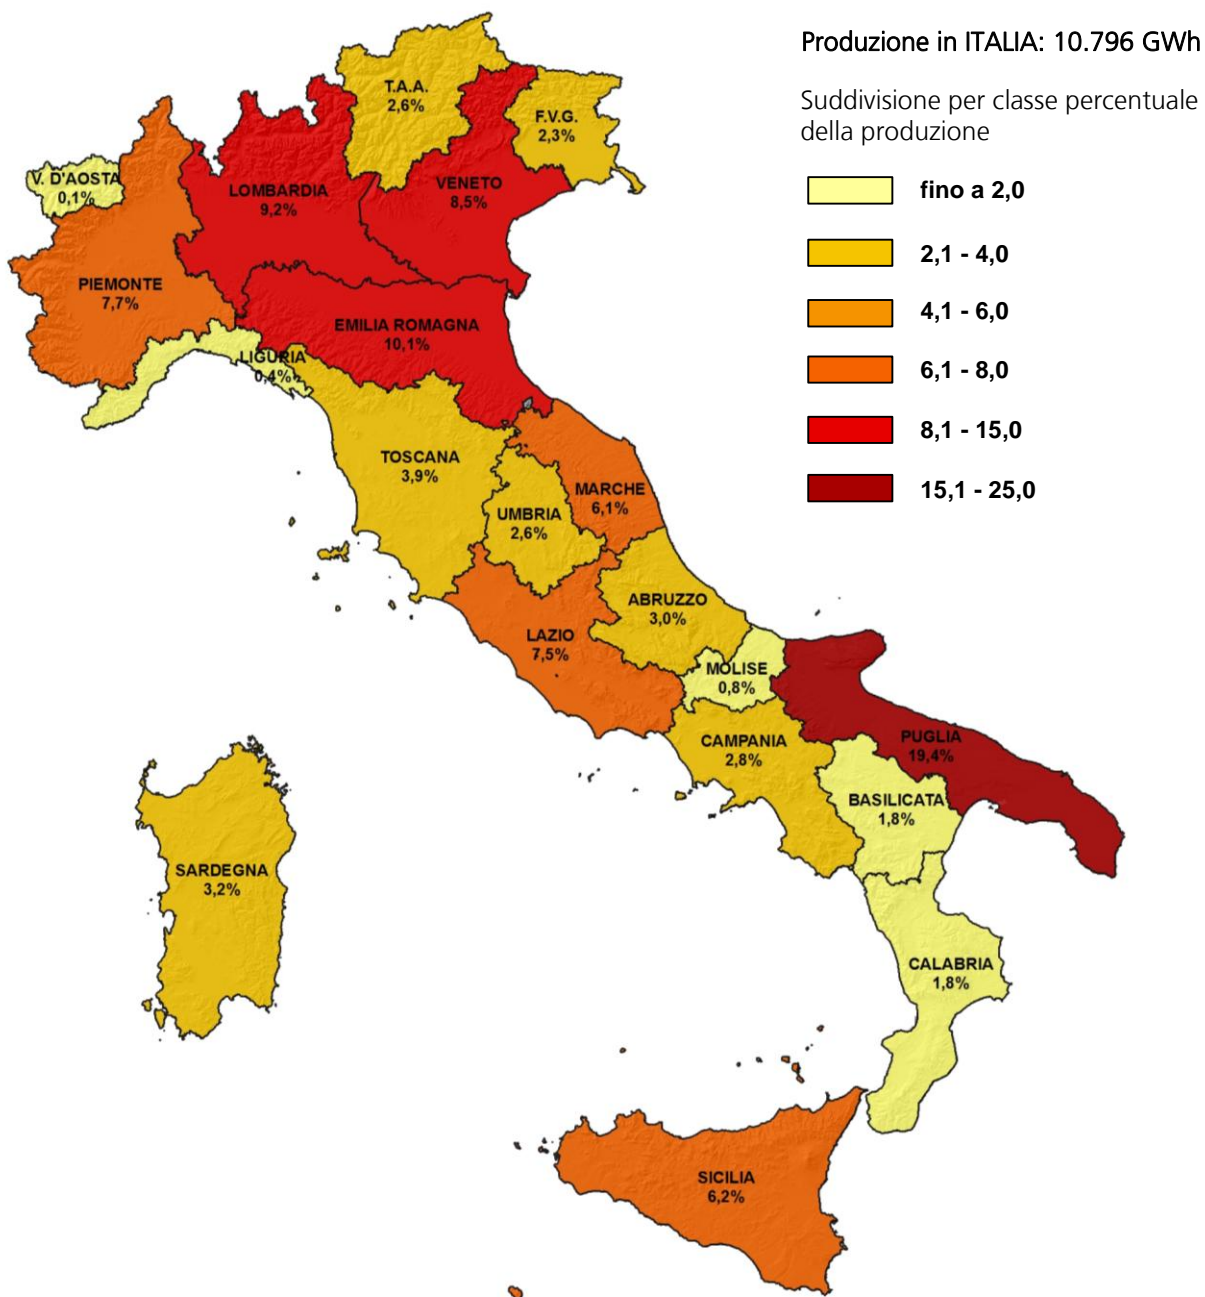 Produzione in ITALIA: 10.796 GWh
Suddivisione per classe percentuale
della produzione
fino a 2,0
2,1 - 4,0
4,1 - 6,0
6,1 - 8,0
8,1 - 15,0
15,1 - 25,0
T.A.A.
2,6%
F.V.G.
2,3%
V. D'AOSTA
0,1%
LOMBARDIA
9,2%
VENETO
8,5%
PIEMONTE
7,7%
EMILIA ROMAGNA
10,1%
LIGURIA
0,4%
TOSCANA
3,9%
MARCHE
6,1%
UMBRIA
2,6%
ABRUZZO
3,0%
LAZIO
7,5%
MOLISE
0,8%
CAMPANIA
2,8%
PUGLIA
19,4%
BASILICATA
1,8%
SARDEGNA
3,2%
CALABRIA
1,8%
SICILIA
6,2%